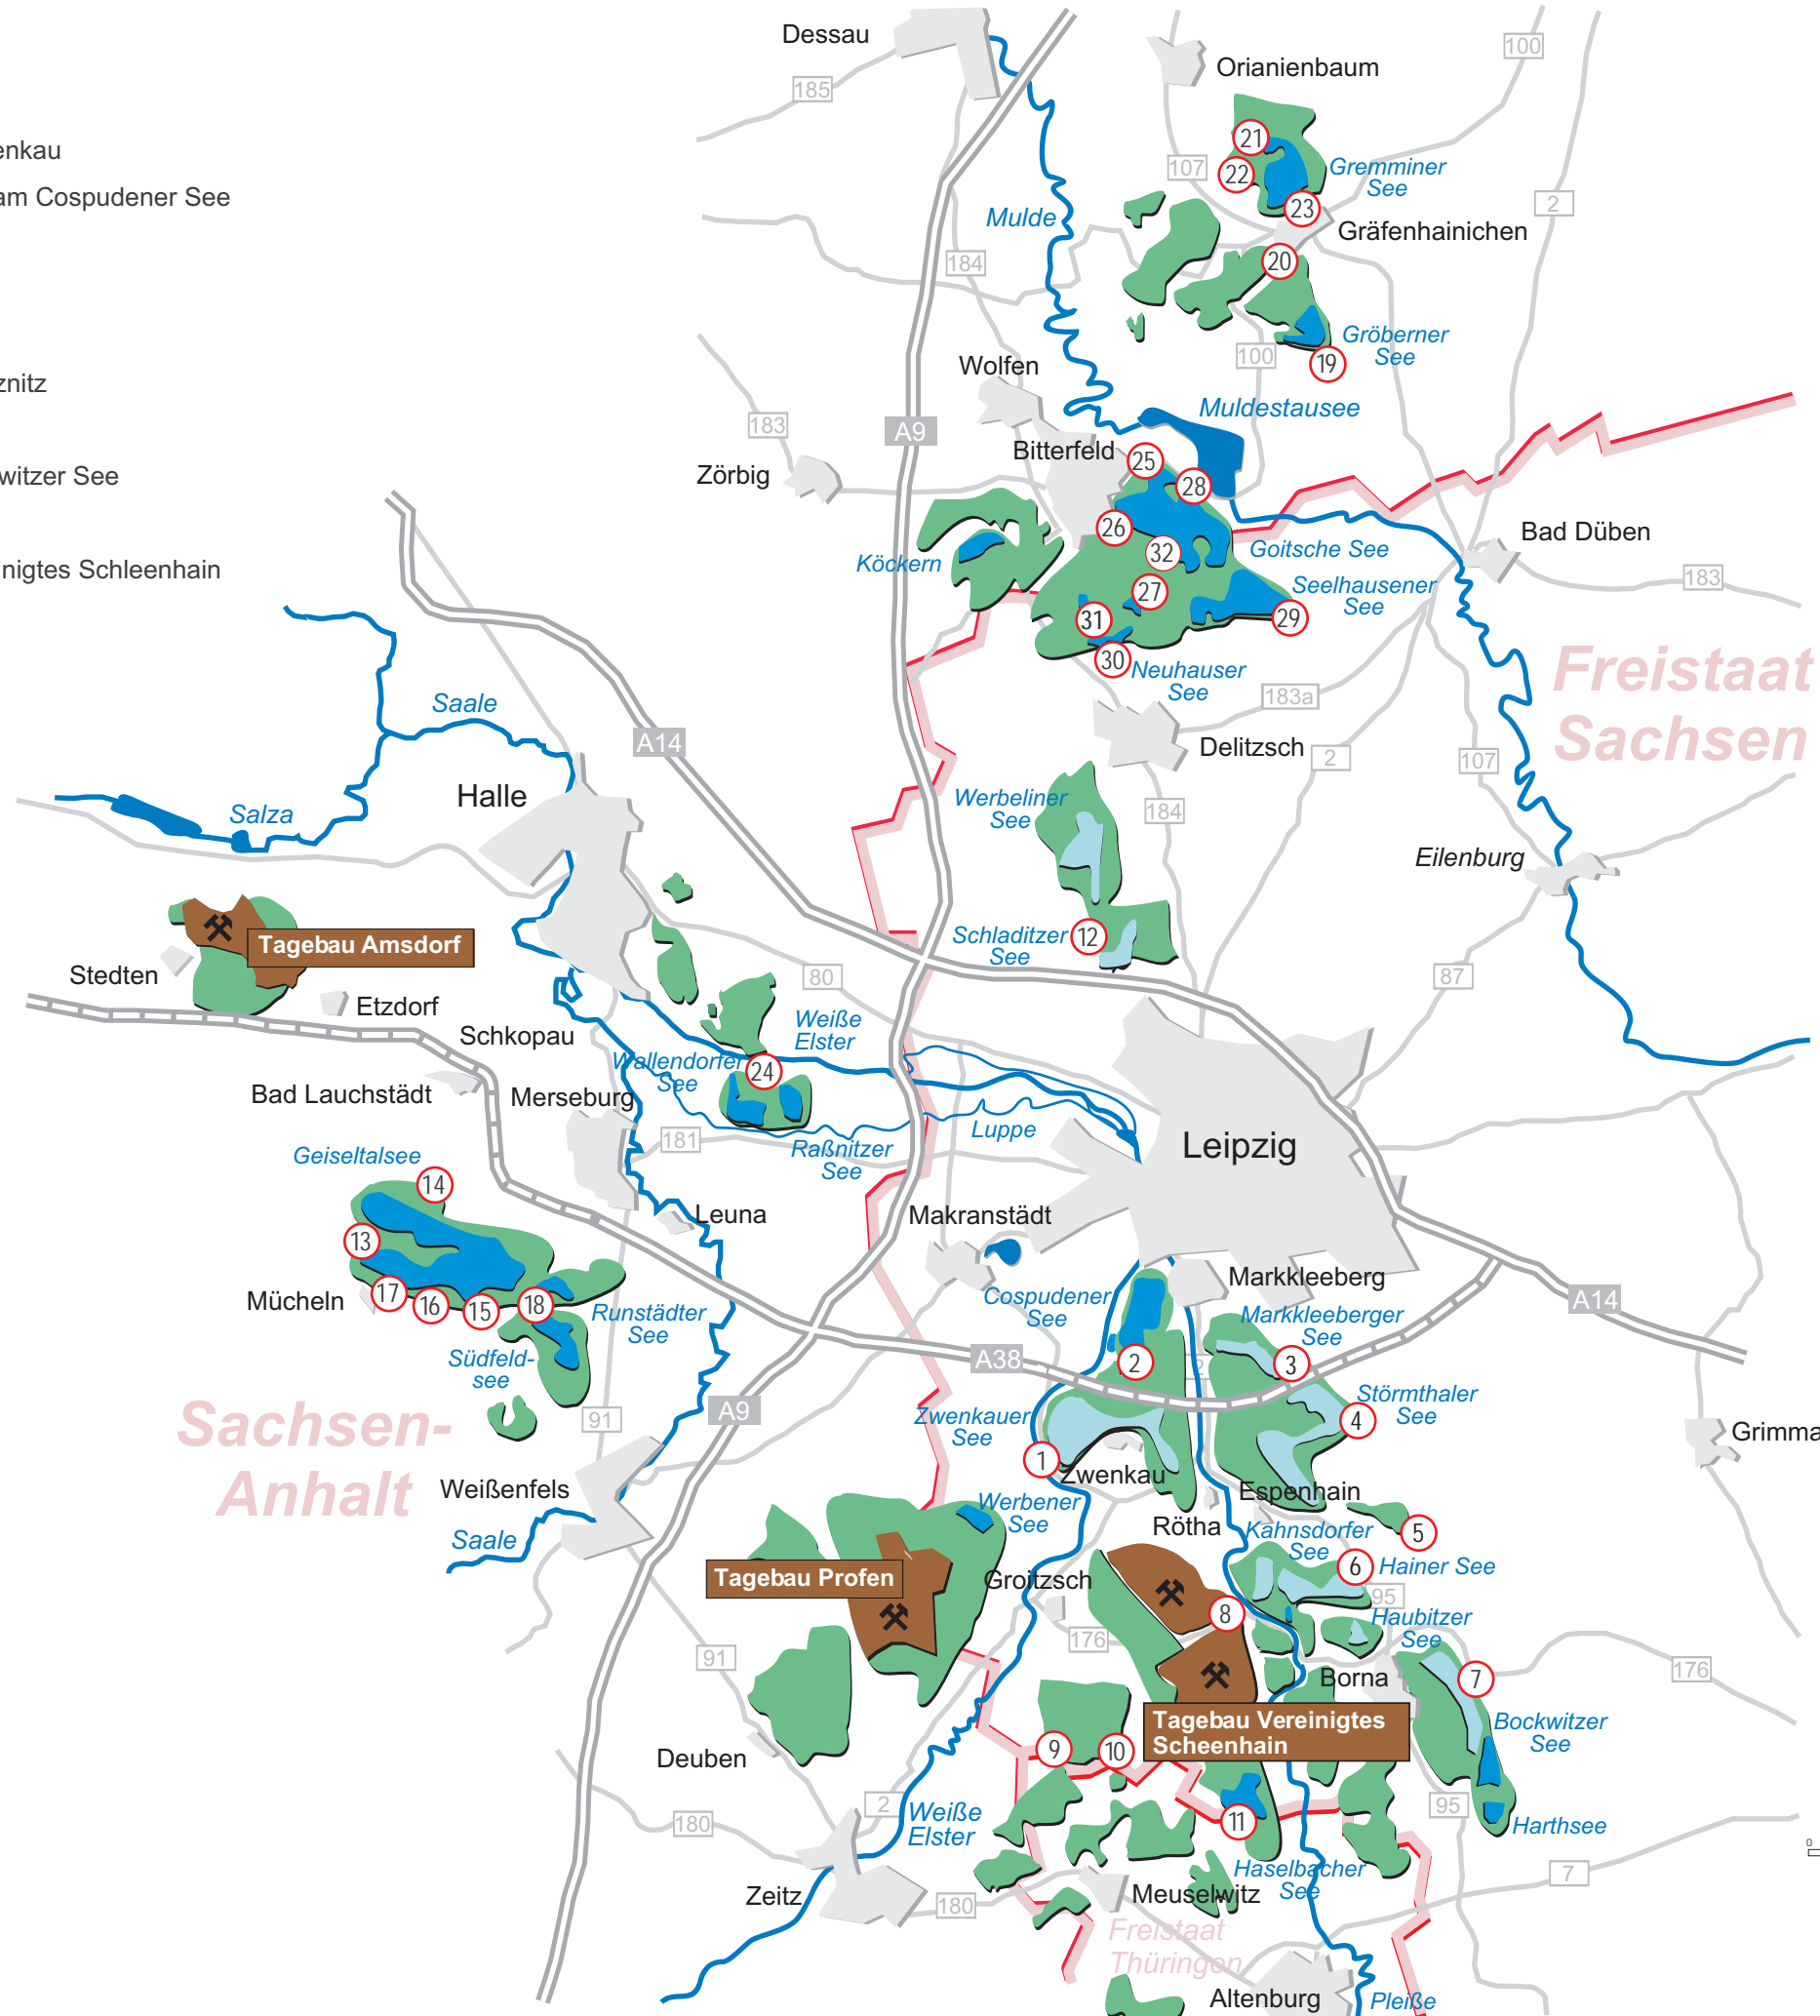 Dessau
Orianienbaum
100
185
enkau
21
107
22
Gremminer
See
am Cospudener See
23
2
Mulde
Gräfenhainichen
184
20
Gröberner
See
100
19
Wolfen
znitz
Muldestausee
183
A9
Bitterfeld
25
Zörbig
28
witzer See
26
Bad Düben
32
Goitsche See
Köckern
nigtes Schleenhain
27
Seelhausener
See
183
31
29
30
Neuhauser
See
Freistaat
Sachsen
183a
Saale
A14
Delitzsch
2
107
Halle
Werbeliner
See
184
Salza
Eilenburg
Tagebau Amsdorf
Schladitzer
See
12
Stedten
80
87
Etzdorf
Schkopau
Weiße
Elster
Wallendorfer
See
24
Bad Lauchstädt
Merseburg
Luppe
181
Leipzig
Geiseltalsee
Raßnitzer
See
14
Leuna
Makranstädt
13
Markkleeberg
17
16
15
18
Mücheln
Cospudener
See
A14
Runstädter
See
Markkleeberger
See
Südfeld-
see
A38
2
2
3
Sachsen-
Anhalt
91
A9
Zwenkauer
See
Störmthaler
See
4
Grimma
1
Zwenkau
Weißenfels
Espenhain
Werbener
See
Rötha
Kahnsdorfer
See
5
Saale
6
Hainer See
Tagebau Profen
Groitzsch
95
8
Haubitzer
See
176
91
Borna
7
176
Tagebau Vereinigtes
Scheenhain
Bockwitzer
See
9
10
Deuben
2
95
Weiße
Elster
180
11
Harthsee
Haselbacher
See
7
Zeitz
180
Meuselwitz
Freistaat
Thüringen
Altenburg
Pleiße